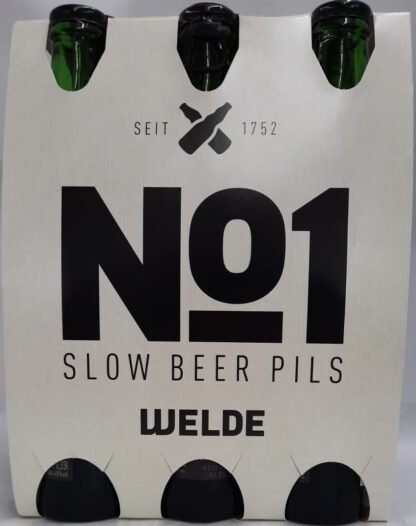 SEIT 1752
No1
SLOW BEER PILS
WELDE